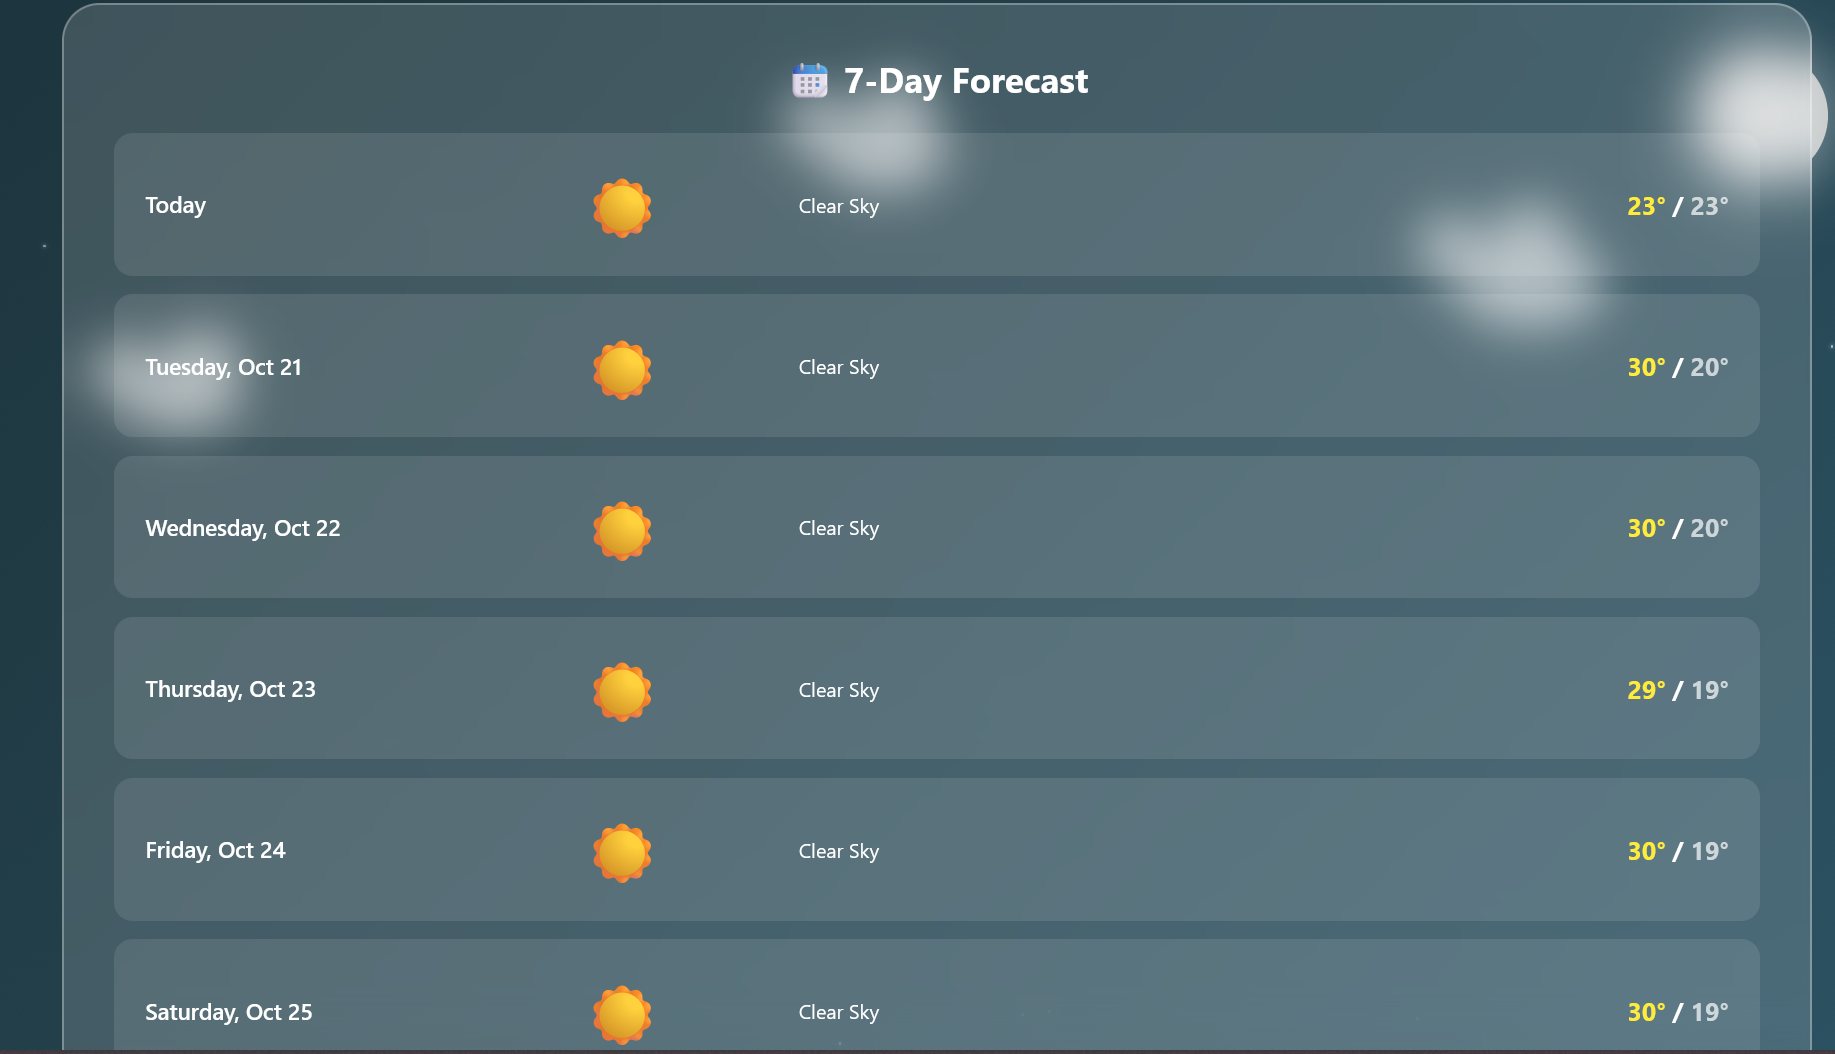 7-Day Forecast
Today Clear Sky 23° / 23°
Tuesday, Oct 21 Clear Sky 30° / 20°
Wednesday, Oct 22 Clear Sky 30° / 20°
Thursday, Oct 23 Clear Sky 29° / 19°
Friday, Oct 24 Clear Sky 30° / 19°
Saturday, Oct 25 Clear Sky 30° / 19°